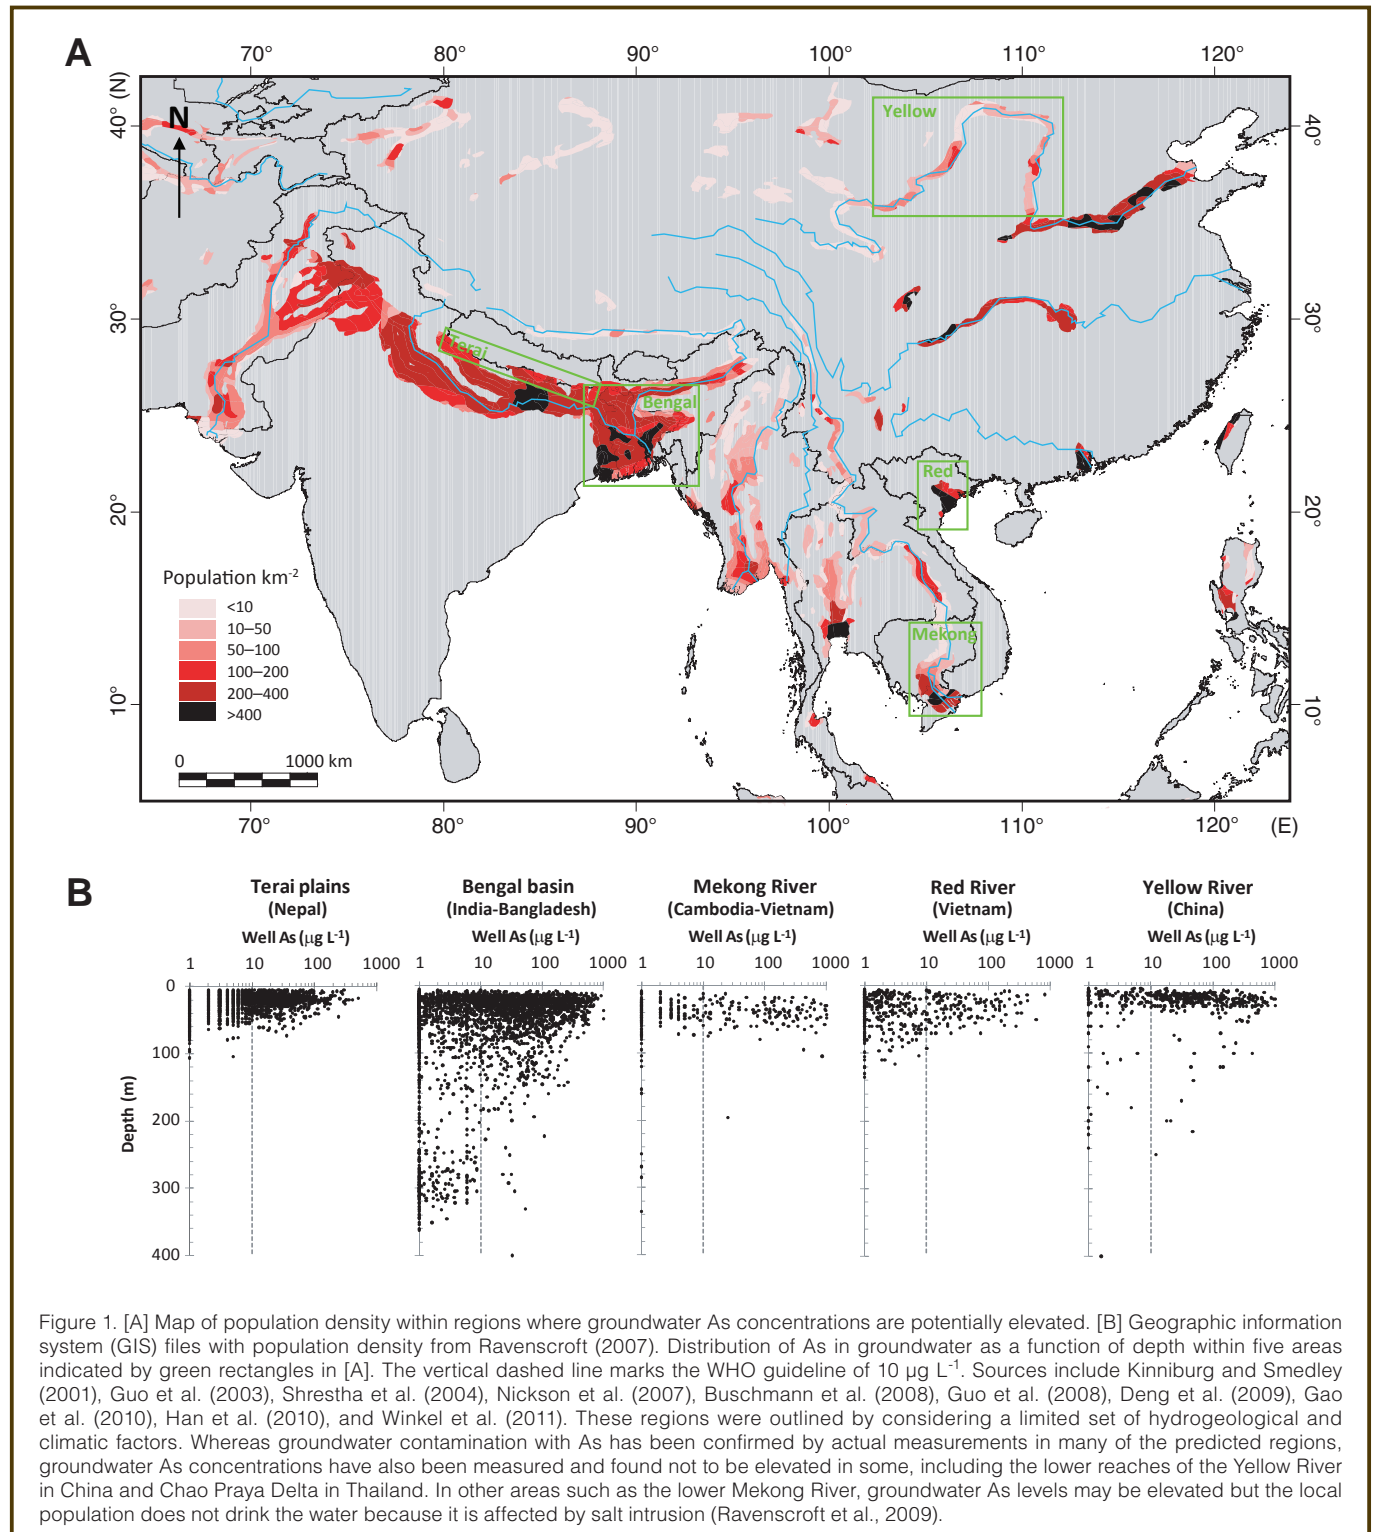 A
70° 80° 90° 100° 110° 120°
40° (N)
N
Yellow
40°
30°
30°
Terai
Bengal
Red
20°
20°
Population km-2
<10
10–50
50–100
100–200
200–400
>400
Mekong
10°
10°
0 1000 km
70° 80° 90° 100° 110° 120° (E)
B
Terai plains Bengal basin Mekong River Red River Yellow River
(Nepal) (India-Bangladesh) (Cambodia-Vietnam) (Vietnam) (China)
Well As (µg L-1) Well As (µg L-1) Well As (µg L-1) Well As (µg L-1) Well As (µg L-1)
1 10 100 1000 1 10 100 1000 1 10 100 1000 1 10 100 1000 1 10 100 1000
0
100
200
300
400
Depth (m)
Figure 1. [A] Map of population density within regions where groundwater As concentrations are potentially elevated. [B] Geographic information
system (GIS) files with population density from Ravenscroft (2007). Distribution of As in groundwater as a function of depth within five areas
indicated by green rectangles in [A]. The vertical dashed line marks the WHO guideline of 10 µg L-1. Sources include Kinniburg and Smedley
(2001), Guo et al. (2003), Shrestha et al. (2004), Nickson et al. (2007), Buschmann et al. (2008), Guo et al. (2008), Deng et al. (2009), Gao
et al. (2010), Han et al. (2010), and Winkel et al. (2011). These regions were outlined by considering a limited set of hydrogeological and
climatic factors. Whereas groundwater contamination with As has been confirmed by actual measurements in many of the predicted regions,
groundwater As concentrations have also been measured and found not to be elevated in some, including the lower reaches of the Yellow River
in China and Chao Praya Delta in Thailand. In other areas such as the lower Mekong River, groundwater As levels may be elevated but the local
population does not drink the water because it is affected by salt intrusion (Ravenscroft et al., 2009).